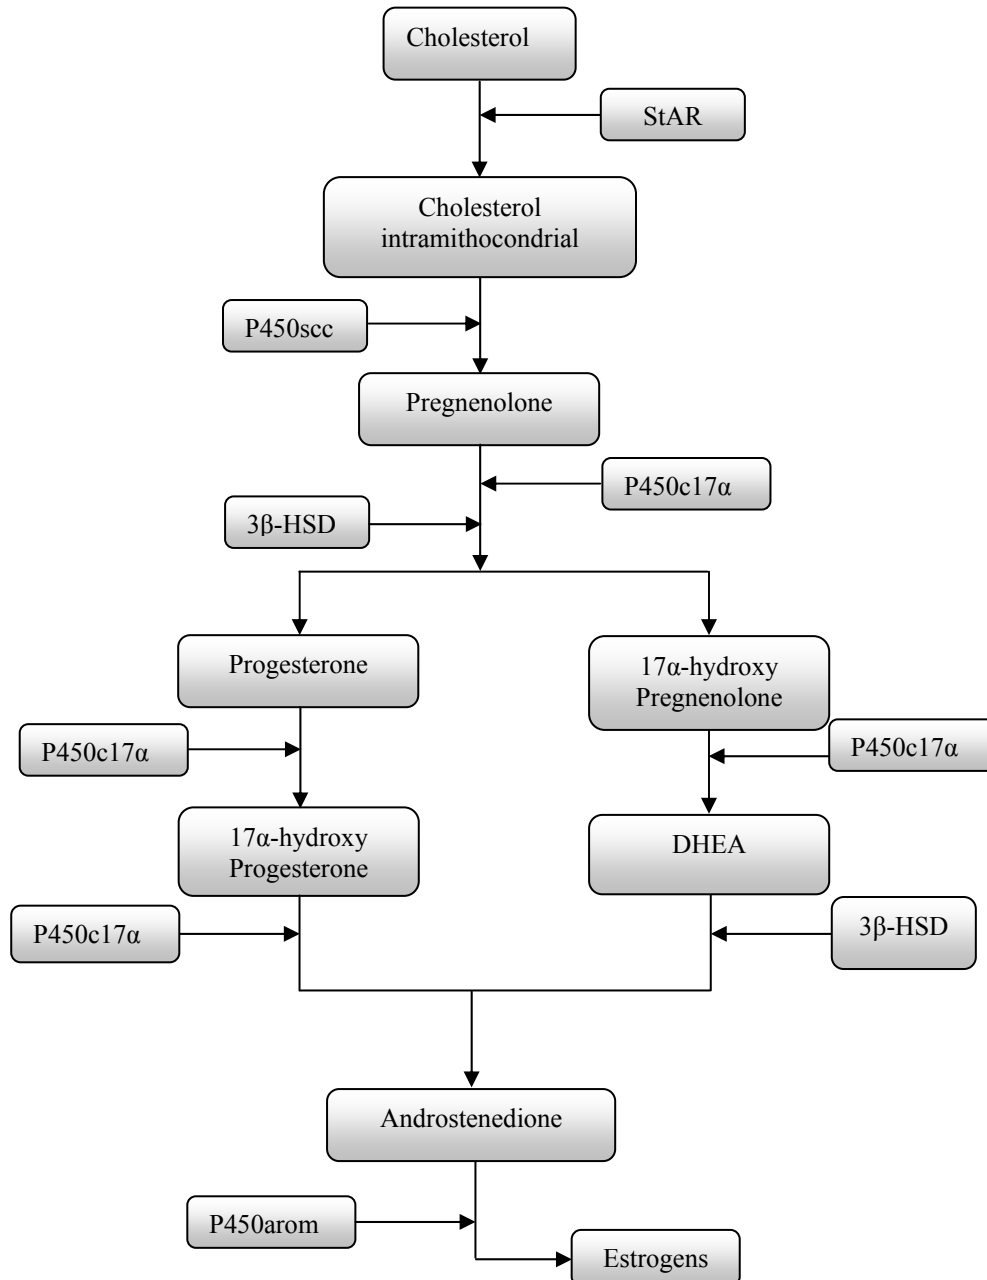 Cholesterol
StAR
Cholesterol
intramithocondrial
P450scc
Pregnenolone
P450c17α
3β-HSD
Progesterone
17α-hydroxy
Pregnenolone
P450c17α
P450c17α
17α-hydroxy
Progesterone
DHEA
P450c17α
3β-HSD
Androstenedione
P450arom
Estrogens